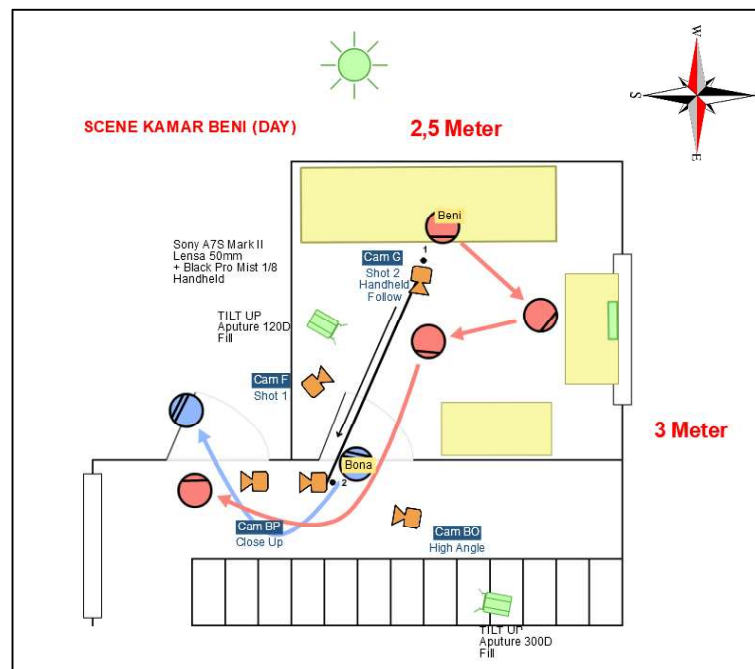 W
S
E
SCENE KAMAR BENI (DAY)
2,5 Meter
Beni
1
Sony A7S Mark II
Lensa 50mm
+ Black Pro Mist 1/8
Handheld
Cam G
Shot 2
Handheld
Follow
TILT UP
Aputure 120D
Fill
Cam F
Shot 1
3 Meter
Bona
2
Cam BP
Close Up
Cam BO
High Angle
TILT UP
Aputure 300D
Fill